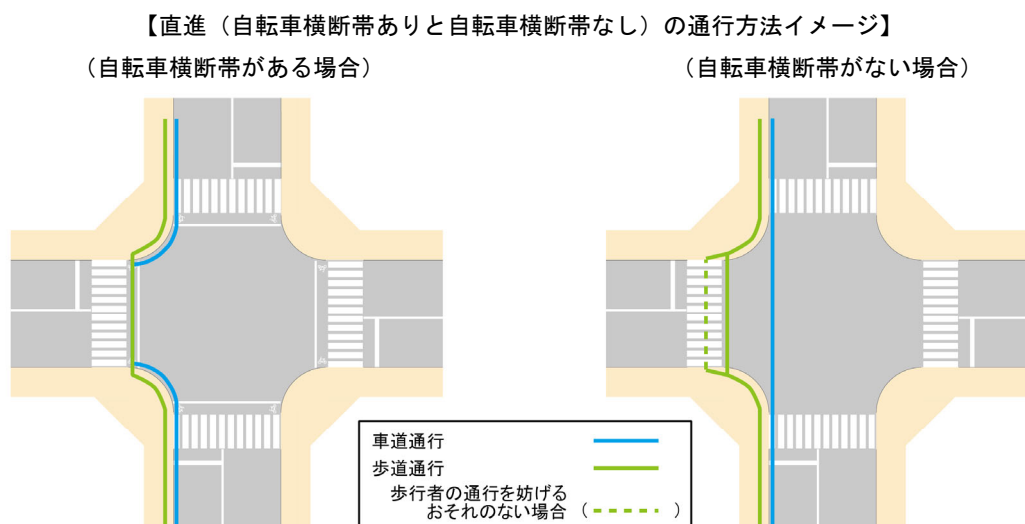 【直進（自転車横断帯ありと自転車横断帯なし）の通行方法イメージ】
（自転車横断帯がある場合）
（自転車横断帯がない場合）
車道通行
歩道通行
歩行者の通行を妨げる
おそれのない場合（ ）